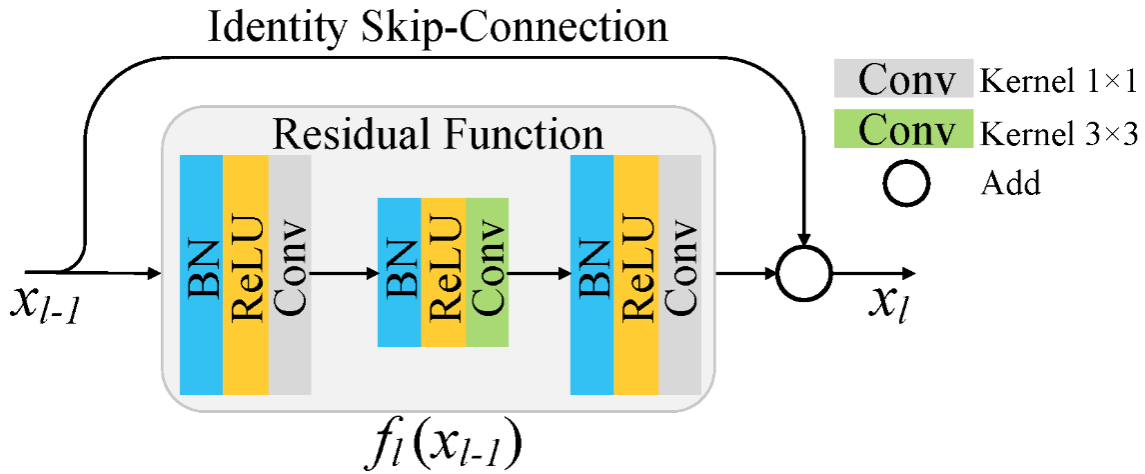 Identity Skip-Connection
Conv Kernel 1×1
Conv Kernel 3×3
Add
Residual Function
BN
ReLU
Conv
BN
ReLU
Conv
BN
ReLU
Conv
x_{l-1}
x_l
f_l(x_{l-1})